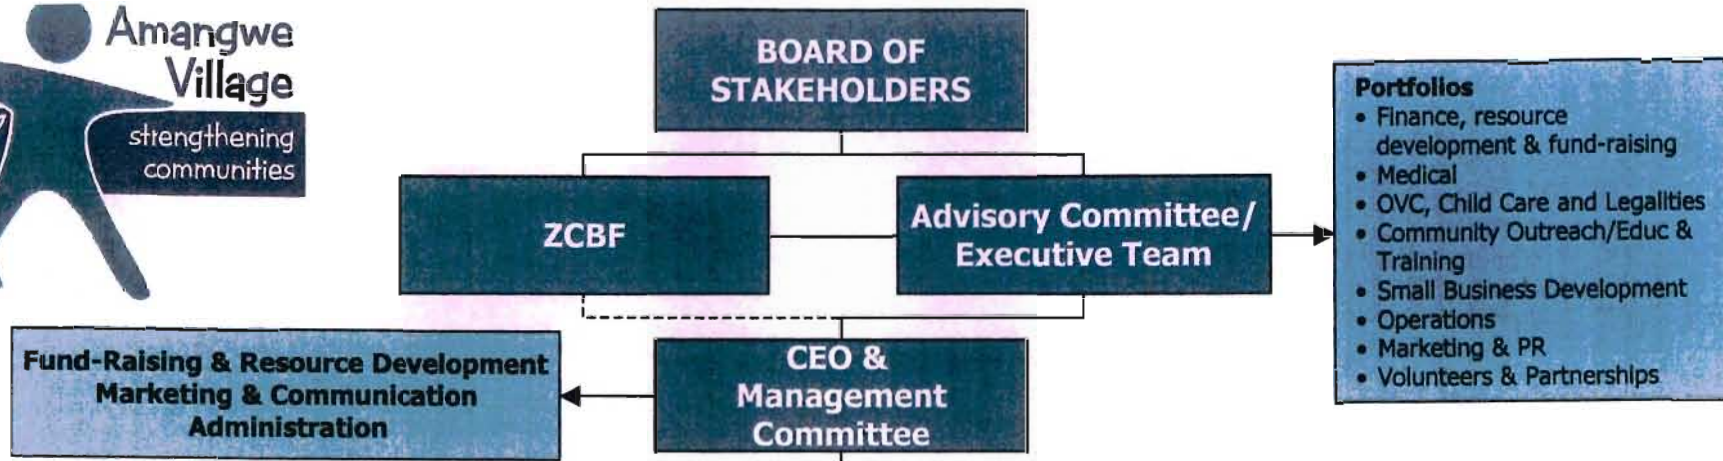 Amangwe
Village
strengthening
communities
BOARD OF
STAKEHOLDERS
ZCBF
Advisory Committee/
Executive Team
Portfolios
• Finance, resource
development & fund-raising
• Medical
• OVC, Child Care and Legalities
• Community Outreach/Educ &
Training
• Small Business Development
• Operations
• Marketing & PR
• Volunteers & Partnerships
Fund-Raising & Resource Development
Marketing & Communication
Administration
CEO &
Management
Committee